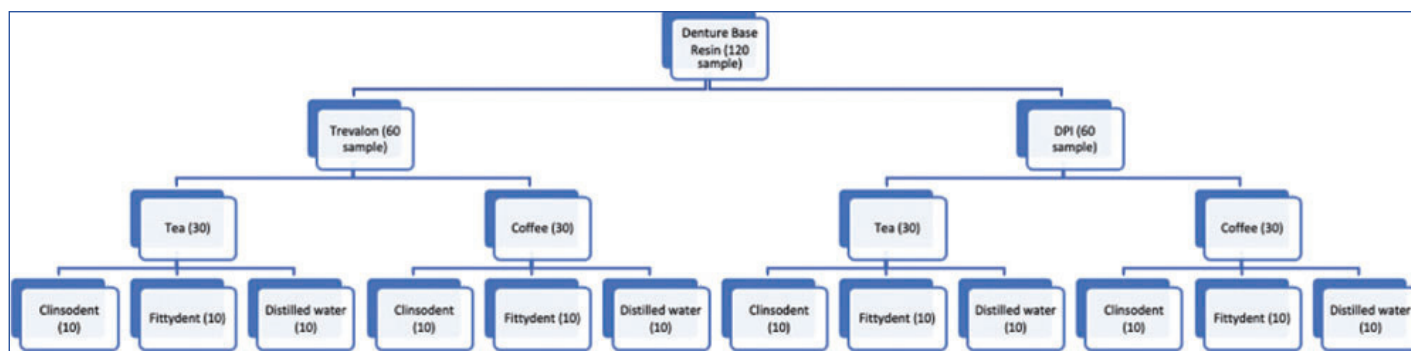 Denture Base
Resin (120
sample)
Trevalon (60
sample)
DPI (60
sample)
Tea (30)
Coffee (30)
Tea (30)
Coffee (30)
Clinsodent
(10)
Fittydent (10)
Distilled water
(10)
Clinsodent
(10)
Fittydent (10)
Distilled water
(10)
Clinsodent
(10)
Fittydent (10)
Distilled water
(10)
Clinsodent
(10)
Fittydent (10)
Distilled water
(10)